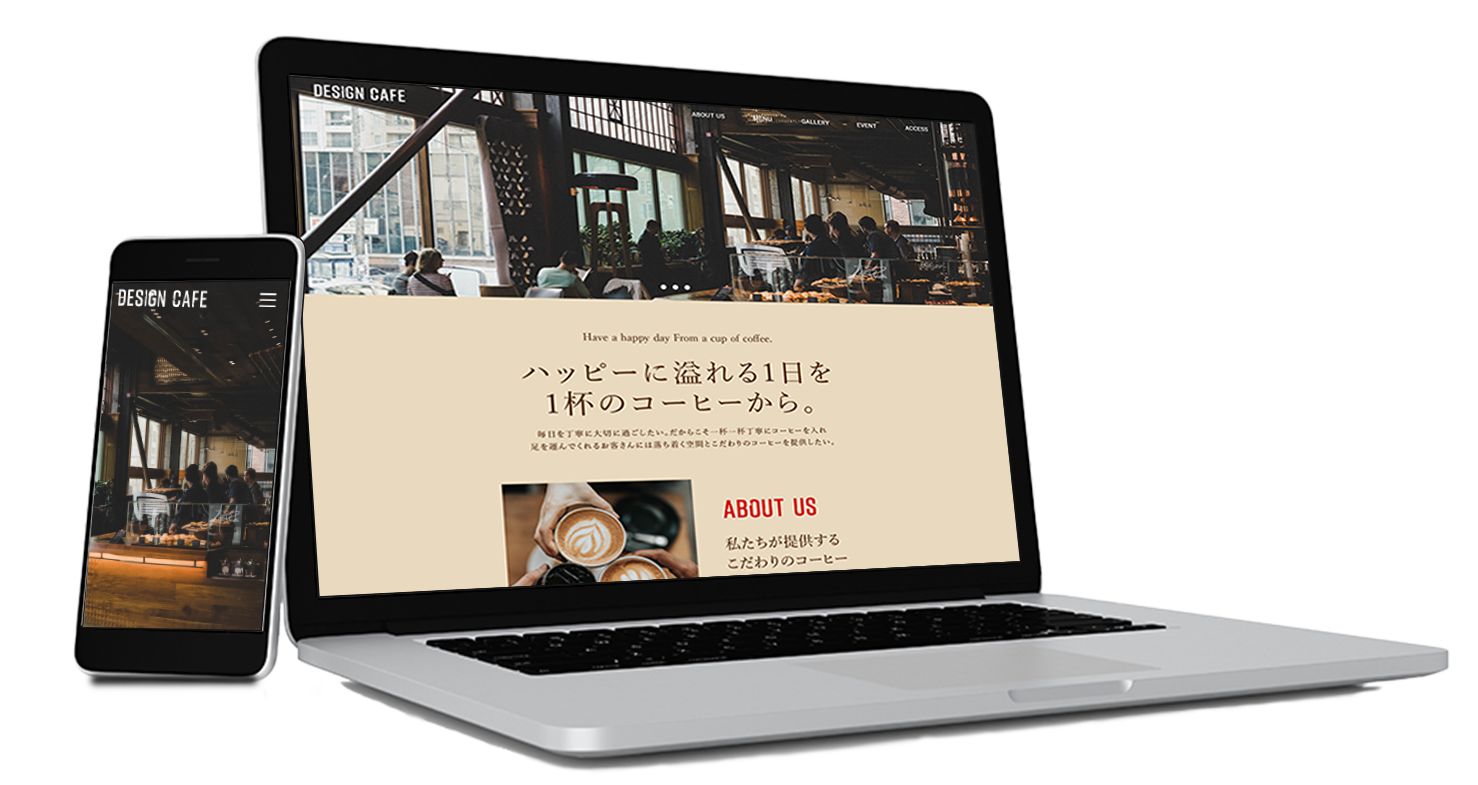 DESIGN CAFE
ABOUT US MENU GALLERY EVENT ACCESS
Have a happy day From a cup of coffee.
ハッピーに溢れる1日を
1杯のコーヒーから。
毎日を丁寧に大切に過ごしたい。だからこそ一杯一杯丁寧にコーヒーを入れ
足を運んでくれるお客さんには落ち着く空間とこだわりのコーヒーを提供したい。
ABOUT US
私たちが提供する
こだわりのコーヒー
DESIGN CAFE